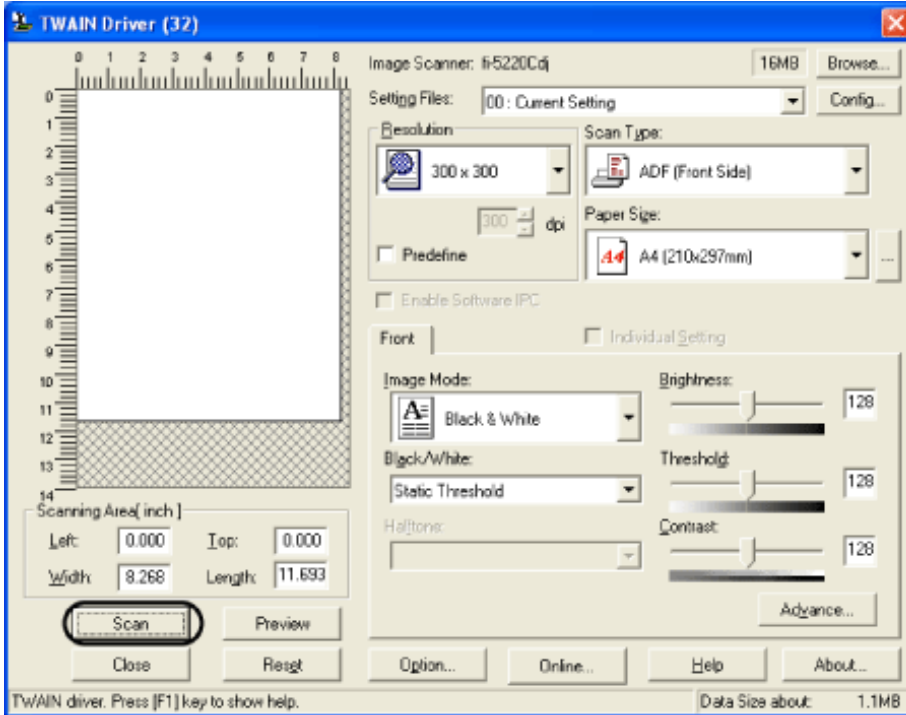 TWAIN Driver (32)
0 1 2 3 4 5 6 7 8
0
1
2
3
4
5
6
7
8
9
10
11
12
13
14
Image Scanner: fi-5220Cdj 16MB Browse...
Setting Files: 00 : Current Setting Config...
Resolution
300 x 300
300 dpi
Predefine
Scan Type:
ADF (Front Side)
Paper Size:
A4 A4 (210x297mm) ...
Enable Software IPC
Front Individual Setting
Image Mode:
A Black & White
Black/White:
Static Threshold
Halftone:
Brightness:
128
Threshold:
128
Contrast:
128
Advance...
Scanning Area[ inch ]
Left: 0.000 Top: 0.000
Width: 8.268 Length: 11.693
Scan Preview
Close Reset Option... Online... Help About...
TWAIN driver. Press [F1] key to show help. Data Size about: 1.1MB